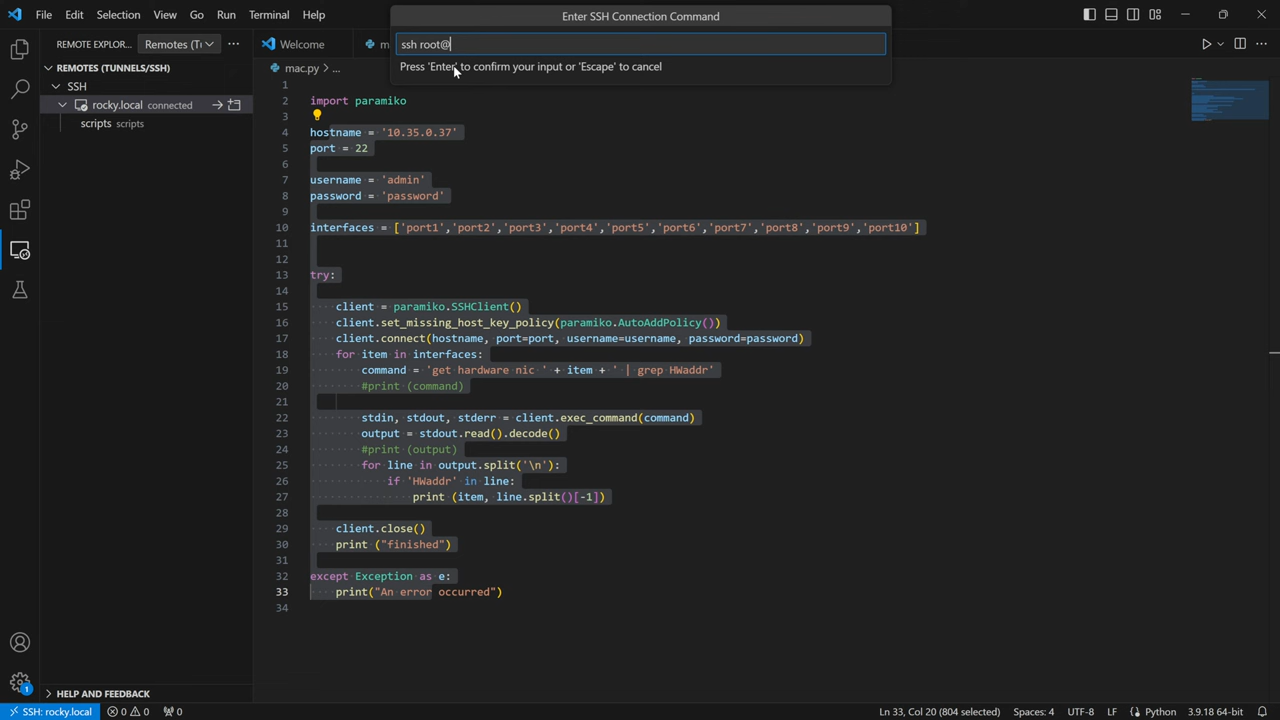 File Edit Selection View Go Run Terminal Help
Enter SSH Connection Command
ssh root@
Press 'Enter' to confirm your input or 'Escape' to cancel
REMOTE EXPLOR...
Remotes (Tu
Welcome
m
REMOTES (TUNNELS/SSH)
SSH
rocky.local connected
scripts scripts
mac.py > ...
1
2 import paramiko
3
4 hostname = '10.35.0.37'
5 port = 22
6
7 username = 'admin'
8 password = 'password'
9
10 interfaces = ['port1','port2','port3','port4','port5','port6','port7','port8','port9','port10']
11
12
13 try:
14
15 client = paramiko.SSHClient()
16 client.set_missing_host_key_policy(paramiko.AutoAddPolicy())
17 client.connect(hostname, port=port, username=username, password=password)
18 for item in interfaces:
19 command = 'get hardware nic ' + item + ' | grep HWaddr'
20 #print (command)
21
22 stdin, stdout, stderr = client.exec_command(command)
23 output = stdout.read().decode()
24 #print (output)
25 for line in output.split('\n'):
26 if 'HWaddr' in line:
27 print (item, line.split()[-1])
28
29 client.close()
30 print ("finished")
31
32 except Exception as e:
33 print("An error occurred")
34
HELP AND FEEDBACK
1
SSH: rocky.local
0 0 0
Ln 33, Col 20 (804 selected) Spaces: 4 UTF-8 LF Python 3.9.18 64-bit